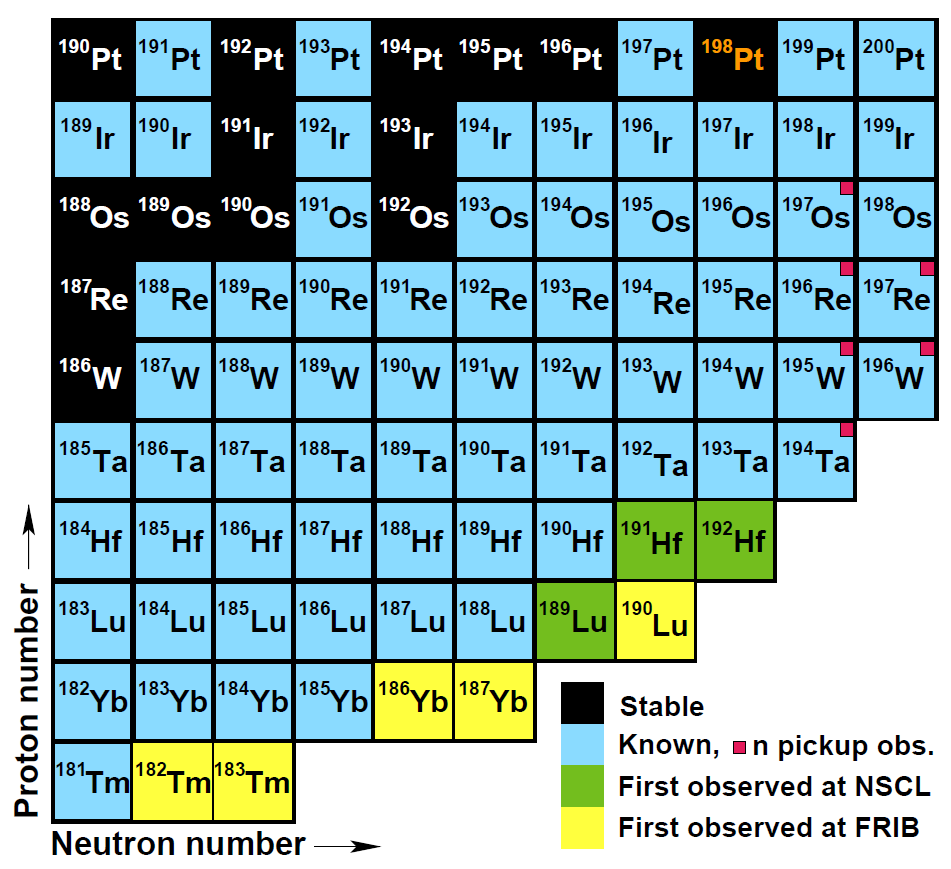 190Pt 191Pt 192Pt 193Pt 194Pt 195Pt 196Pt 197Pt 198Pt 199Pt 200Pt
189Ir 190Ir 191Ir 192Ir 193Ir 194Ir 195Ir 196Ir 197Ir 198Ir 199Ir
188Os 189Os 190Os 191Os 192Os 193Os 194Os 195Os 196Os 197Os 198Os
187Re 188Re 189Re 190Re 191Re 192Re 193Re 194Re 195Re 196Re 197Re
186W 187W 188W 189W 190W 191W 192W 193W 194W 195W 196W
185Ta 186Ta 187Ta 188Ta 189Ta 190Ta 191Ta 192Ta 193Ta 194Ta
184Hf 185Hf 186Hf 187Hf 188Hf 189Hf 190Hf 191Hf 192Hf
183Lu 184Lu 185Lu 186Lu 187Lu 188Lu 189Lu 190Lu
182Yb 183Yb 184Yb 185Yb 186Yb 187Yb
181Tm 182Tm 183Tm
Proton number
Neutron number
Stable
Known, n pickup obs.
First observed at NSCL
First observed at FRIB